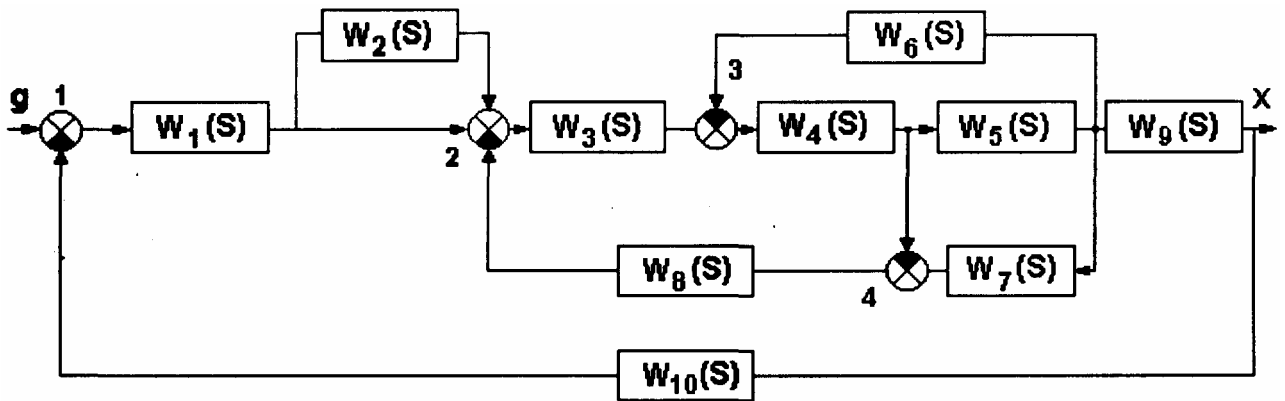 W₂(S)
W₆(S)
g
1
3
X
W₁(S)
2
W₃(S)
W₄(S)
W₅(S)
W₉(S)
W₈(S)
4
W₇(S)
W₁₀(S)